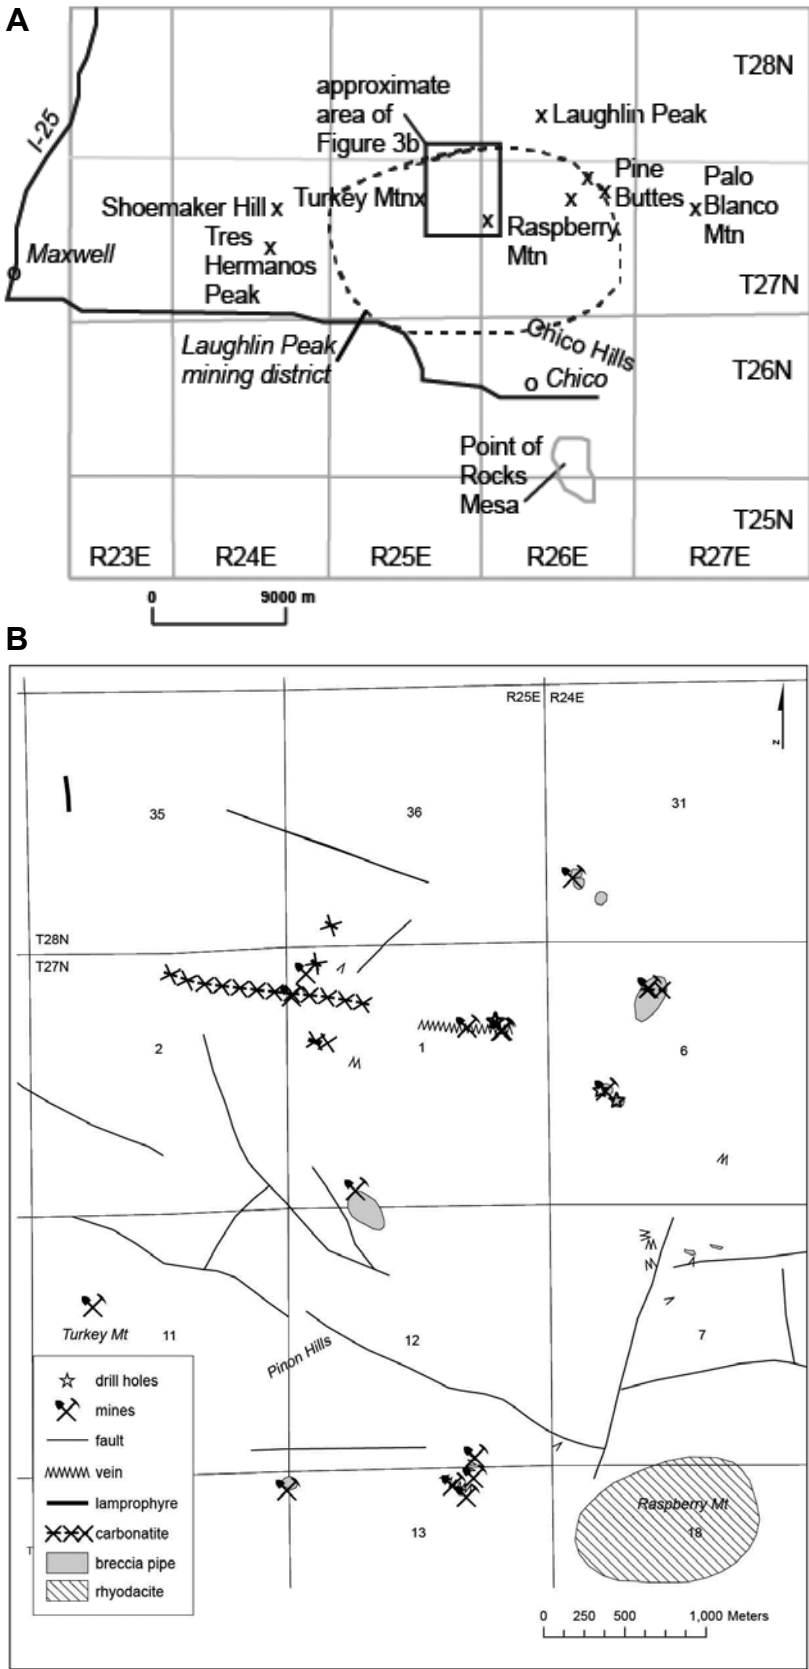 A
T28N
approximate
area of
Figure 3b
x Laughlin Peak
I-25
Pine
Buttes
Palo
Blanco
Mtn
Shoemaker Hill x
Turkey Mtnx
Tres
Hermanos
Peak
x
Raspberry
Mtn
Maxwell
T27N
Laughlin Peak
mining district
Chico Hills
Chico
T26N
Point of
Rocks
Mesa
T25N
R23E
R24E
R25E
R26E
R27E
0
9000 m
B
R25E
R24E
N
35
36
31
T28N
T27N
2
1
6
Turkey Mt
11
Pinon Hills
12
7
drill holes
mines
fault
vein
lamprophyre
carbonatite
breccia pipe
rhyodacite
T
13
Raspberry Mt
18
0 250 500 1,000 Meters